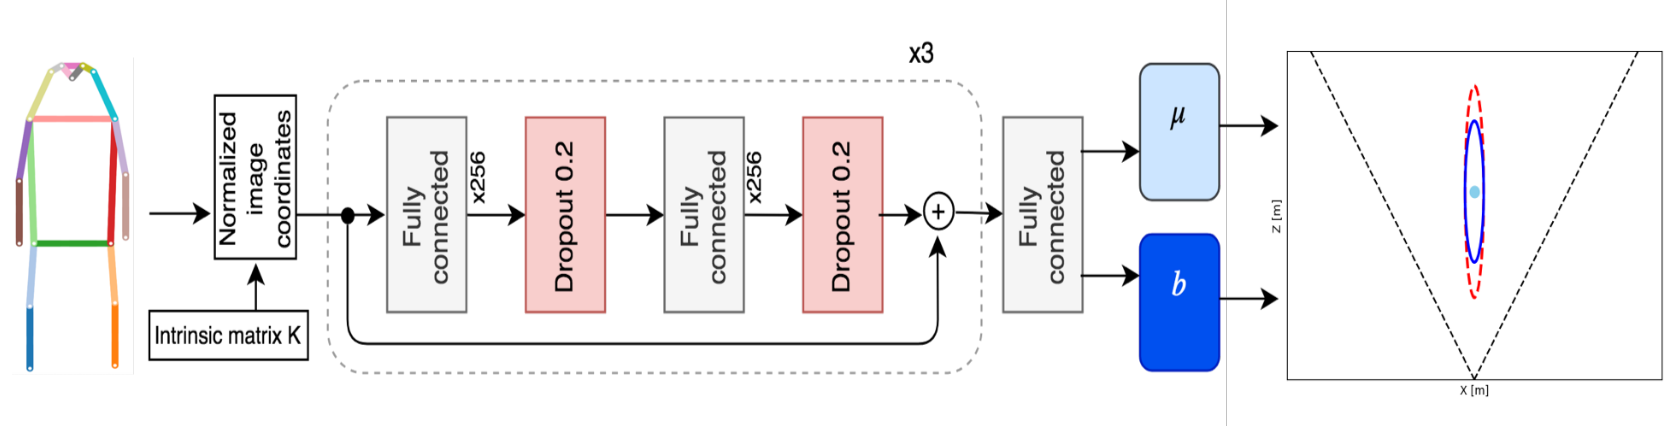 x3
Normalized
image
coordinates
Intrinsic matrix K
Fully
connected
x256
Dropout 0.2
Fully
connected
x256
Dropout 0.2
+
Fully
connected
μ
b
Z [m]
X [m]